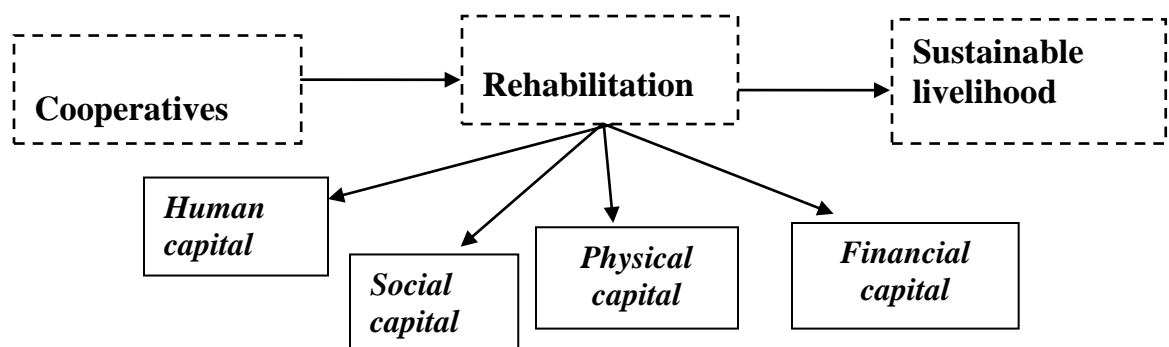 Cooperatives
Rehabilitation
Sustainable
livelihood
Human
capital
Social
capital
Physical
capital
Financial
capital